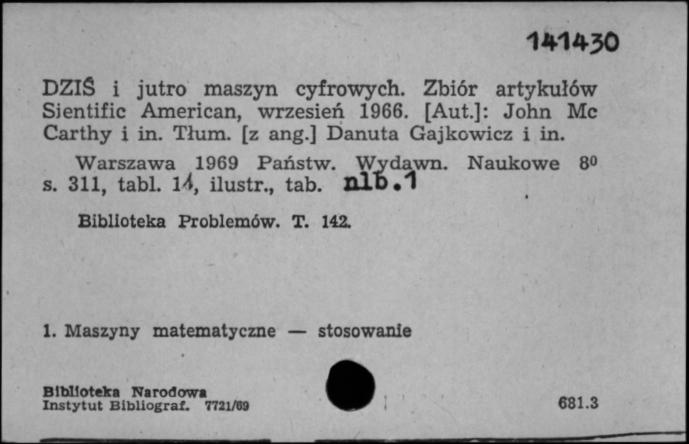 141430
DZIŚ i jutro maszyn cyfrowych. Zbiór artykułów
Sientific American, wrzesień 1966. [Aut.]: John Mc
Carthy i in. Tłum. [z ang.] Danuta Gajkowicz i in.
Warszawa 1969 Państw. Wydawn. Naukowe 8⁰
s. 311, tabl. 14, ilustr., tab. nlb.1
Biblioteka Problemów. T. 142.
1. Maszyny matematyczne — stosowanie
Biblioteka Narodowa
Instytut Bibliograf. 7721/69
681.3